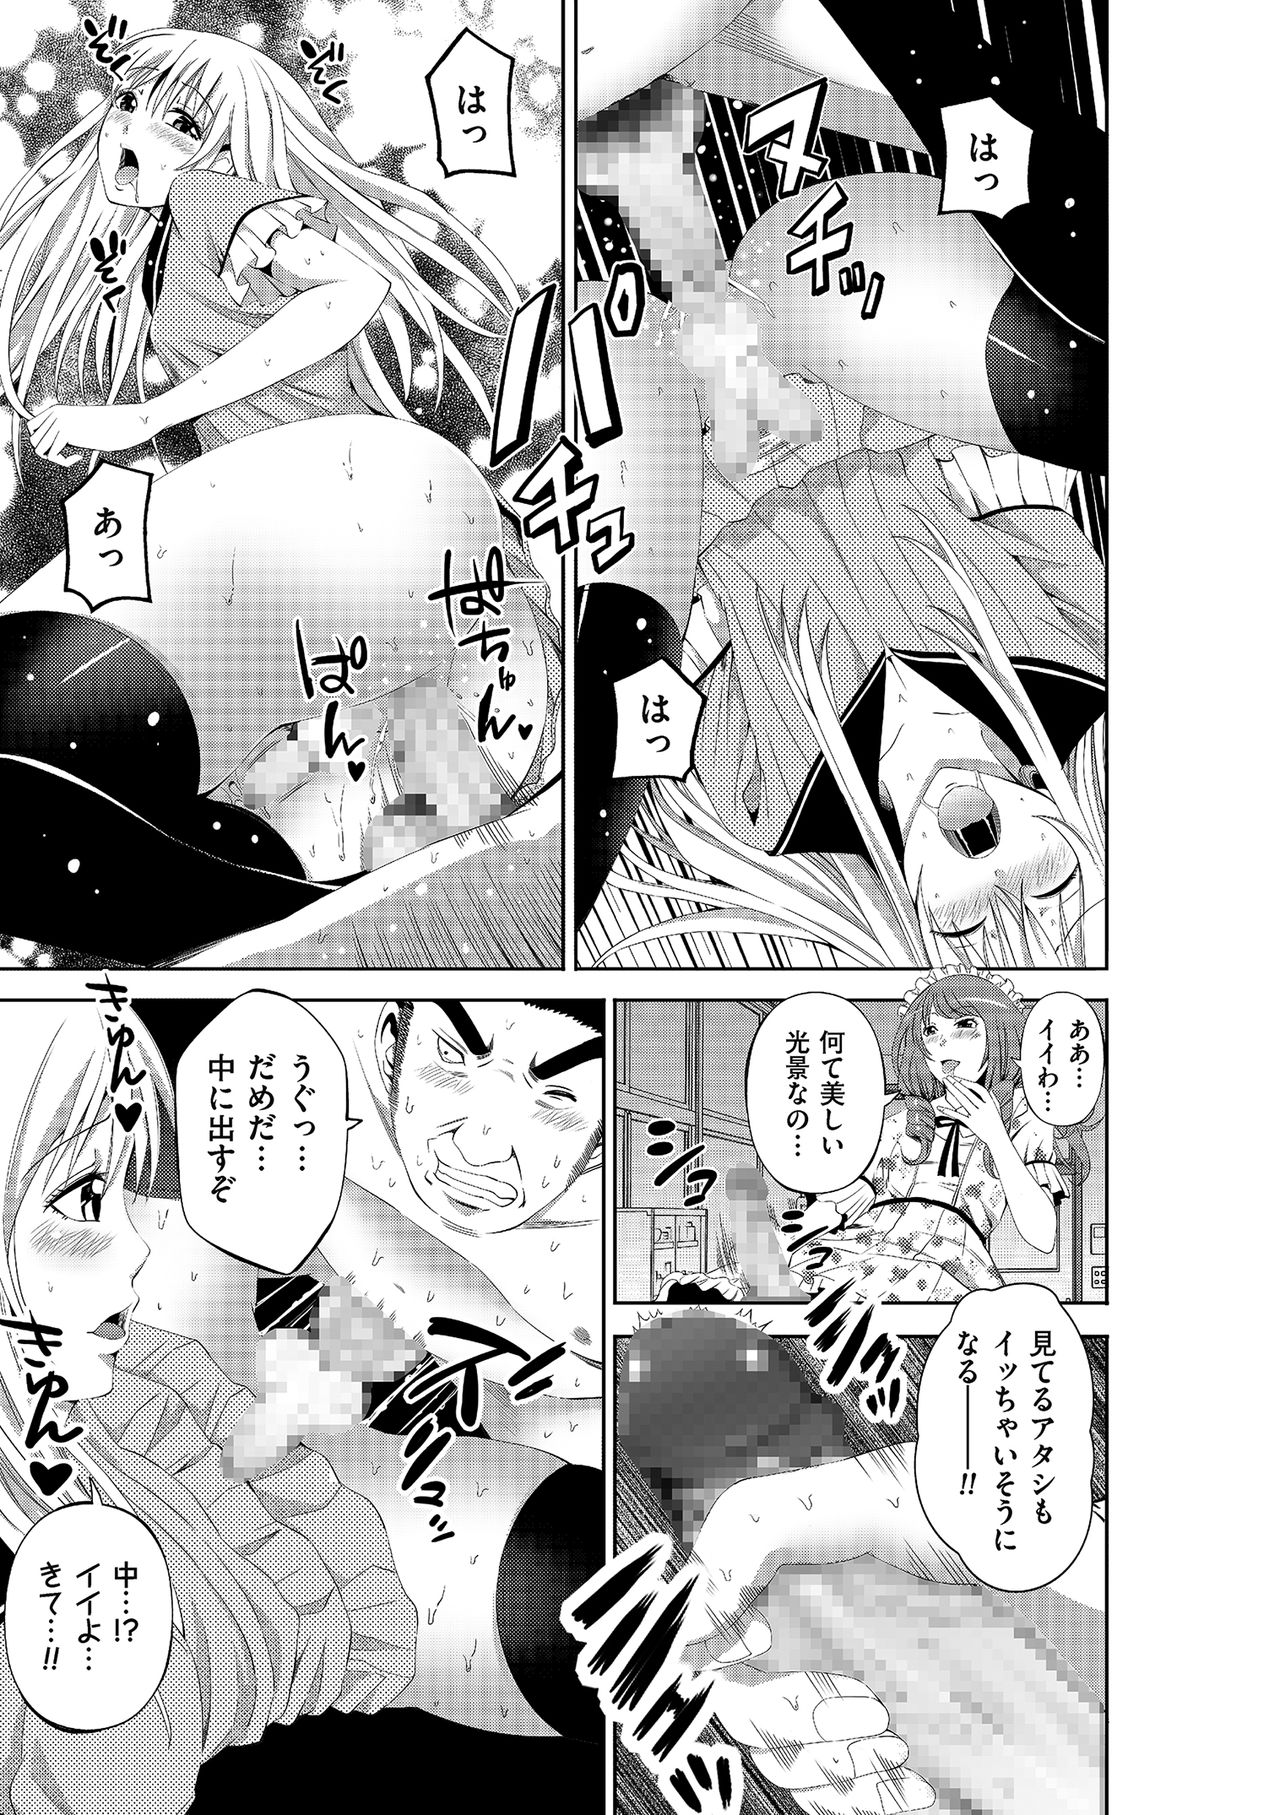 はっ
ヌチッ
パチュ
はっ
はっ
ぞくぞく
ぞくぞく
ぱちゅん♥
ぱん♥
あっ
ああ…
イイわ…
何て美しい
光景なの…
見てるアタシも
イッちゃいそうに
なる――!!
うぐっ…
だめだ…
中に出すぞ
きゅん♥
きゅん♥
中…!?
イイよ…
きて…!!